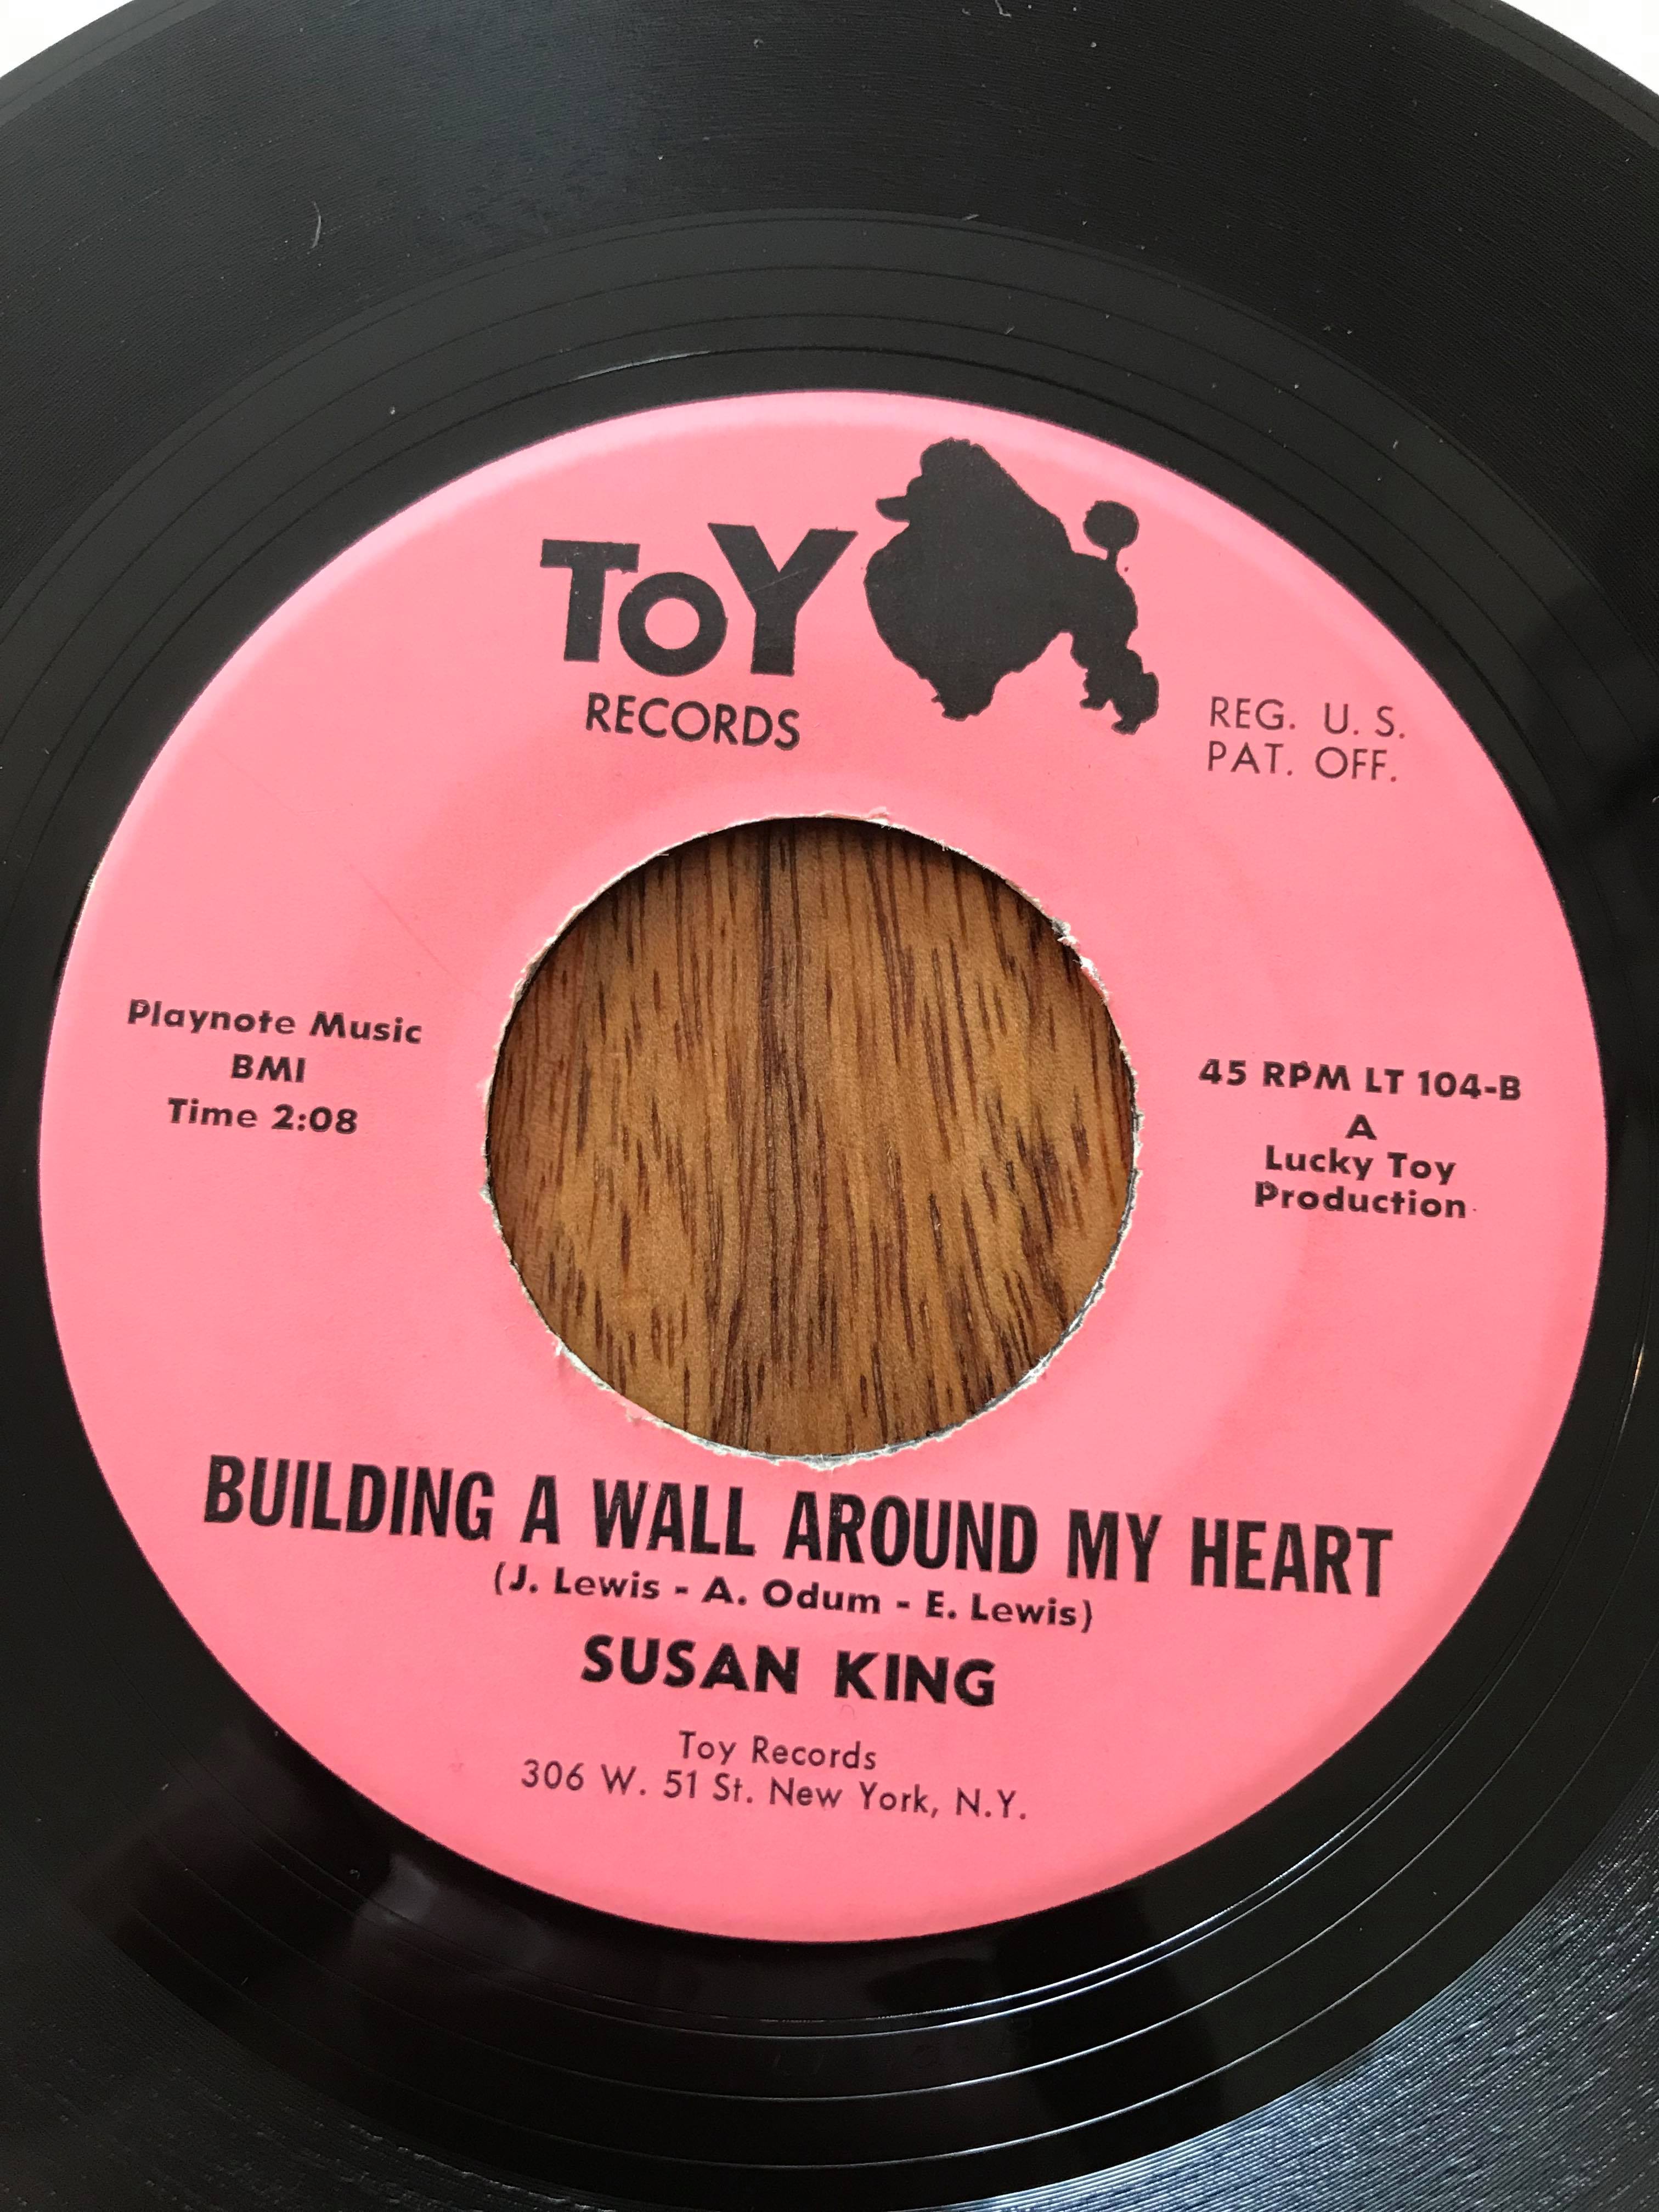 ToY
RECORDS
REG. U. S.
PAT. OFF.
Playnote Music
BMI
Time 2:08
45 RPM LT 104-B
A
Lucky Toy
Production
BUILDING A WALL AROUND MY HEART
(J. Lewis - A. Odum - E. Lewis)
SUSAN KING
Toy Records
306 W. 51 St. New York, N.Y.